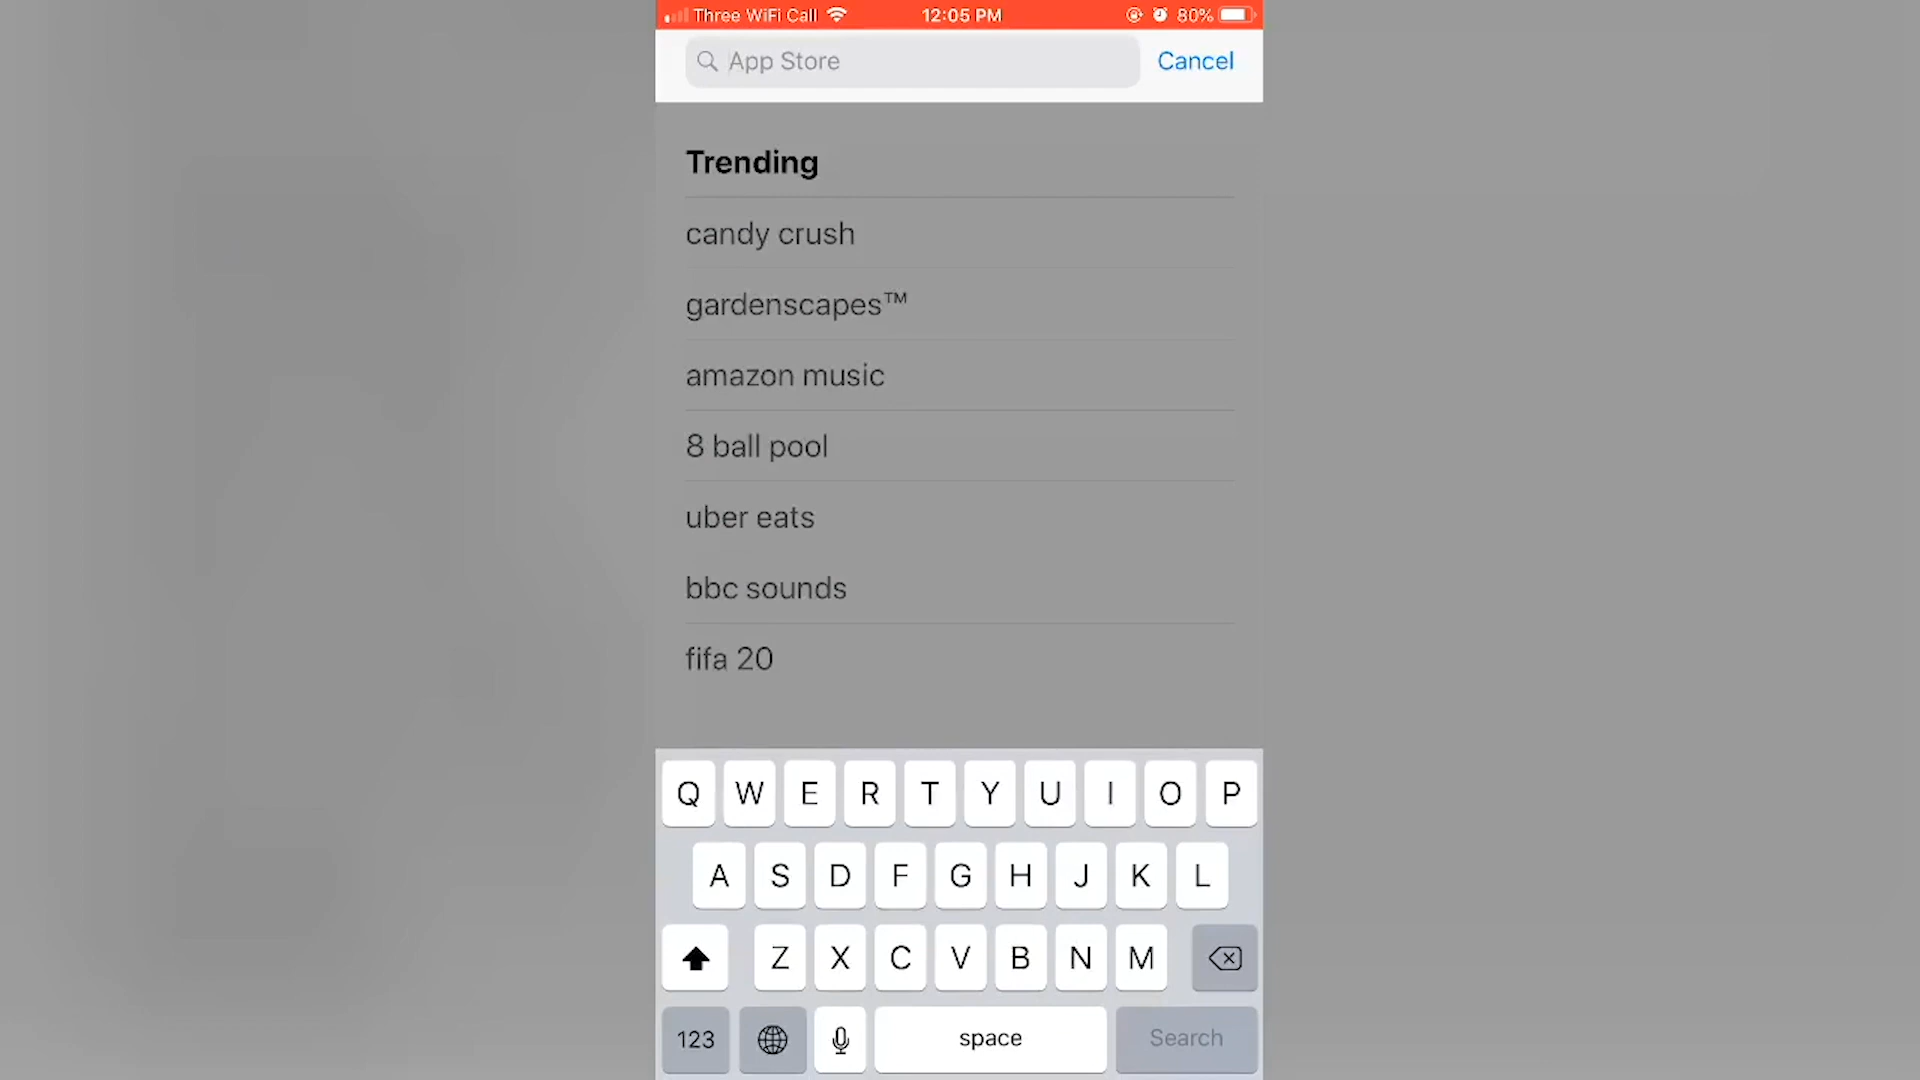 Three WiFi Call 12:05 PM 80%
App Store Cancel
Trending
candy crush
gardenscapes™
amazon music
8 ball pool
uber eats
bbc sounds
fifa 20
Q W E R T Y U I O P
A S D F G H J K L
Z X C V B N M
123 space Search